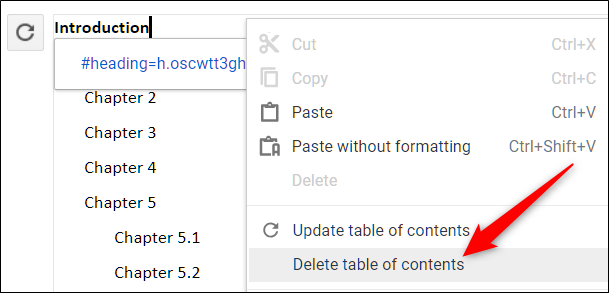 Introduction
#heading=h.oscwtt3gh
Chapter 2
Chapter 3
Chapter 4
Chapter 5
Chapter 5.1
Chapter 5.2
Cut Ctrl+X
Copy Ctrl+C
Paste Ctrl+V
Paste without formatting Ctrl+Shift+V
Delete
Update table of contents
Delete table of contents